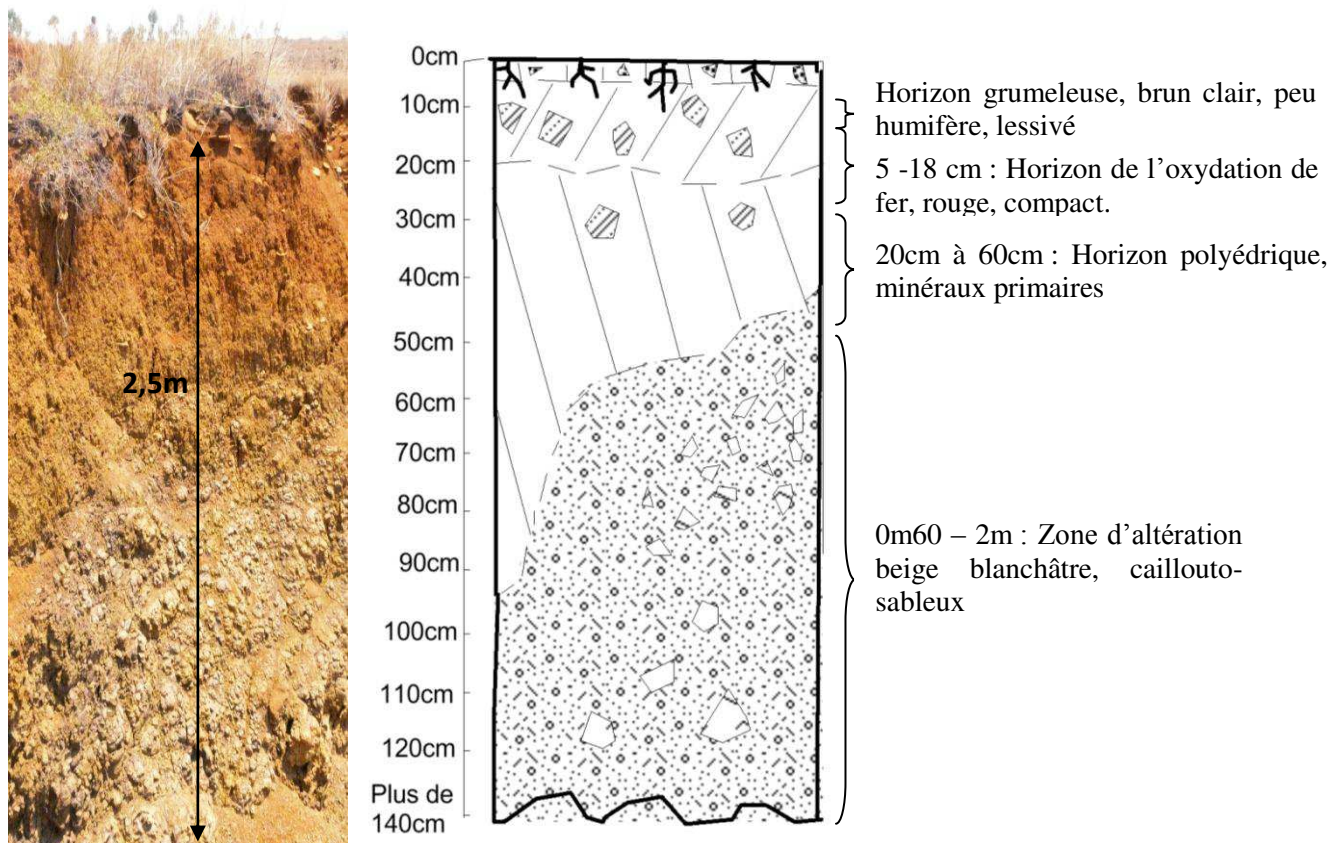 2,5m
0cm
10cm
20cm
30cm
40cm
50cm
60cm
70cm
80cm
90cm
100cm
110cm
120cm
Plus de
140cm
Horizon grumeleuse, brun clair, peu
humifère, lessivé
5 -18 cm : Horizon de l’oxydation de
fer, rouge, compact.
20cm à 60cm : Horizon polyédrique,
minéraux primaires
0m60 – 2m : Zone d’altération
beige blanchâtre, caillouto-
sableux